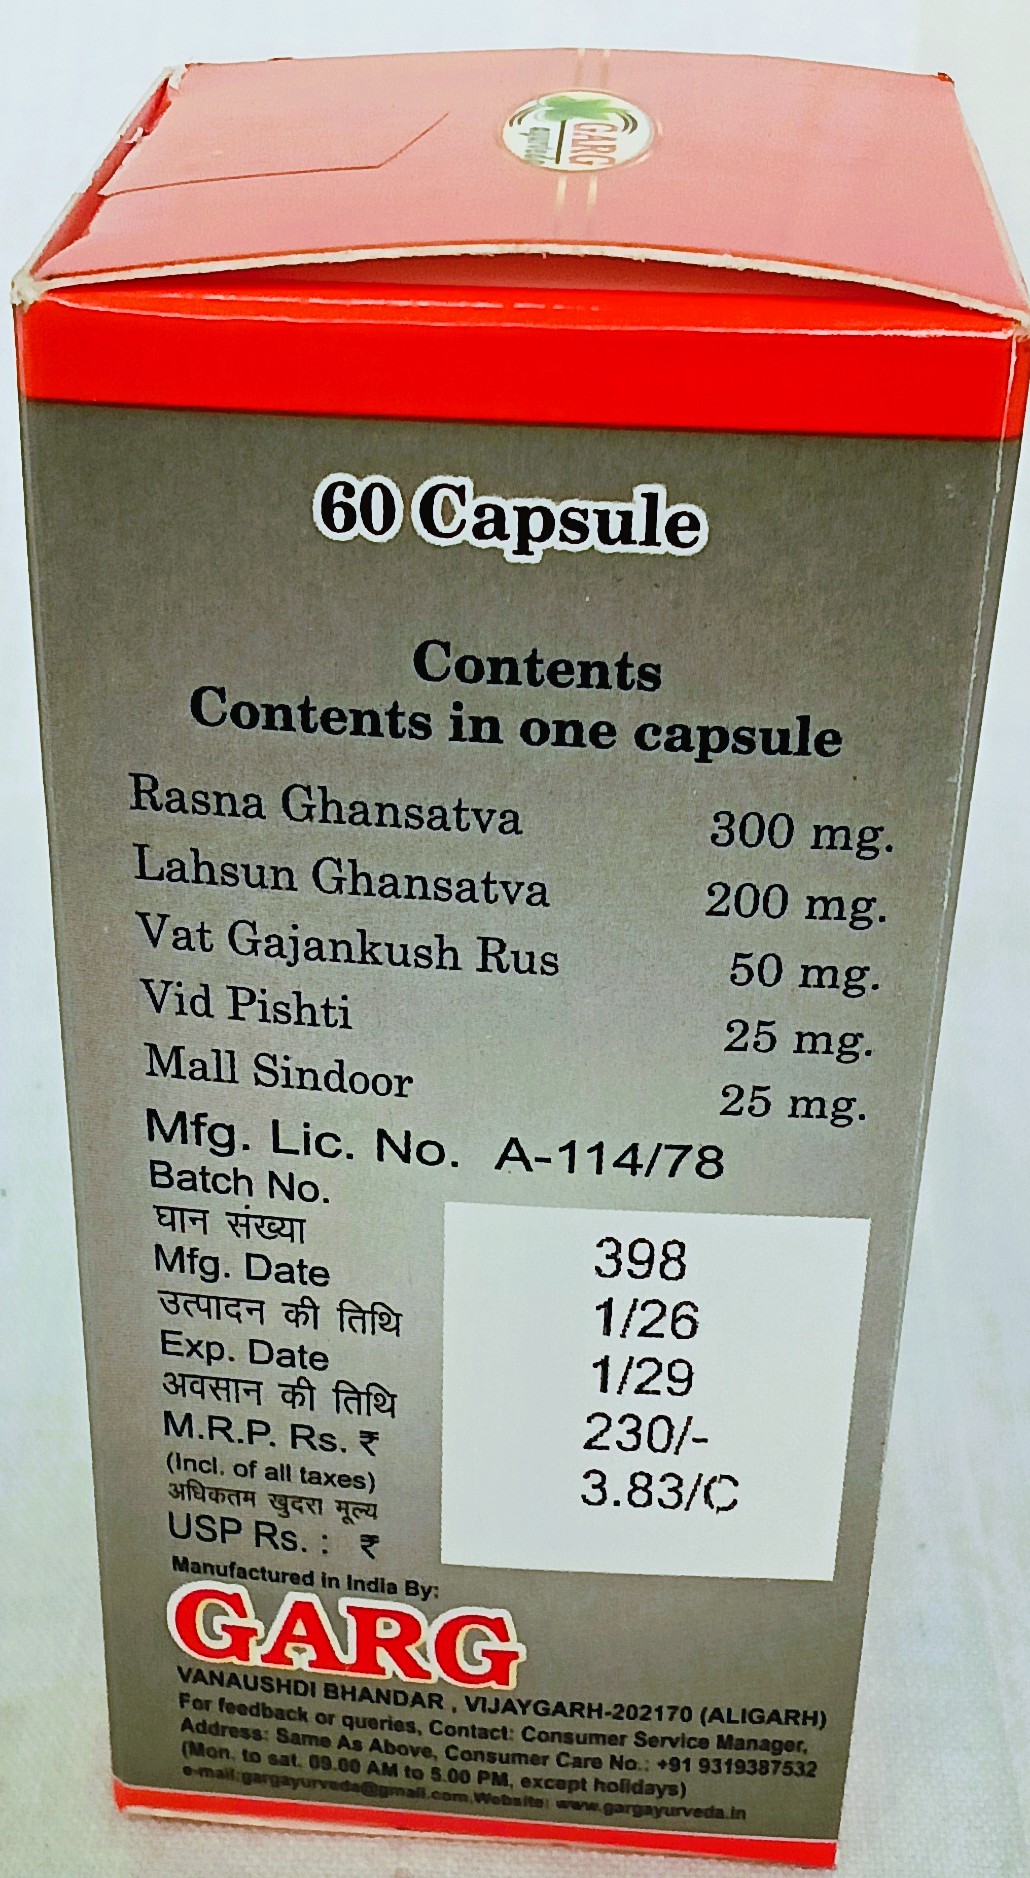 GARG
60 Capsule
Contents
Contents in one capsule
Rasna Ghansatva 300 mg.
Lahsun Ghansatva 200 mg.
Vat Gajankush Rus 50 mg.
Vid Pishti 25 mg.
Mall Sindoor 25 mg.
Mfg. Lic. No. A-114/78
Batch No.
घान संख्या 398
Mfg. Date 1/26
उत्पादन की तिथि
Exp. Date 1/29
अवसान की तिथि
M.R.P. Rs. ₹ 230/-
(Incl. of all taxes) 3.83/C
अधिकतम खुदरा मूल्य
USP Rs. : ₹
Manufactured in India By:
GARG
VANAUSHDI BHANDAR , VIJAYGARH-202170 (ALIGARH)
For feedback or queries, Contact: Consumer Service Manager,
Address: Same As Above, Consumer Care No.: +91 9319387532
(Mon. to sat. 09.00 AM to 5.00 PM, except holidays)
e-mail:gargayurveda@gmail.com,Website: www.gargayurveda.in